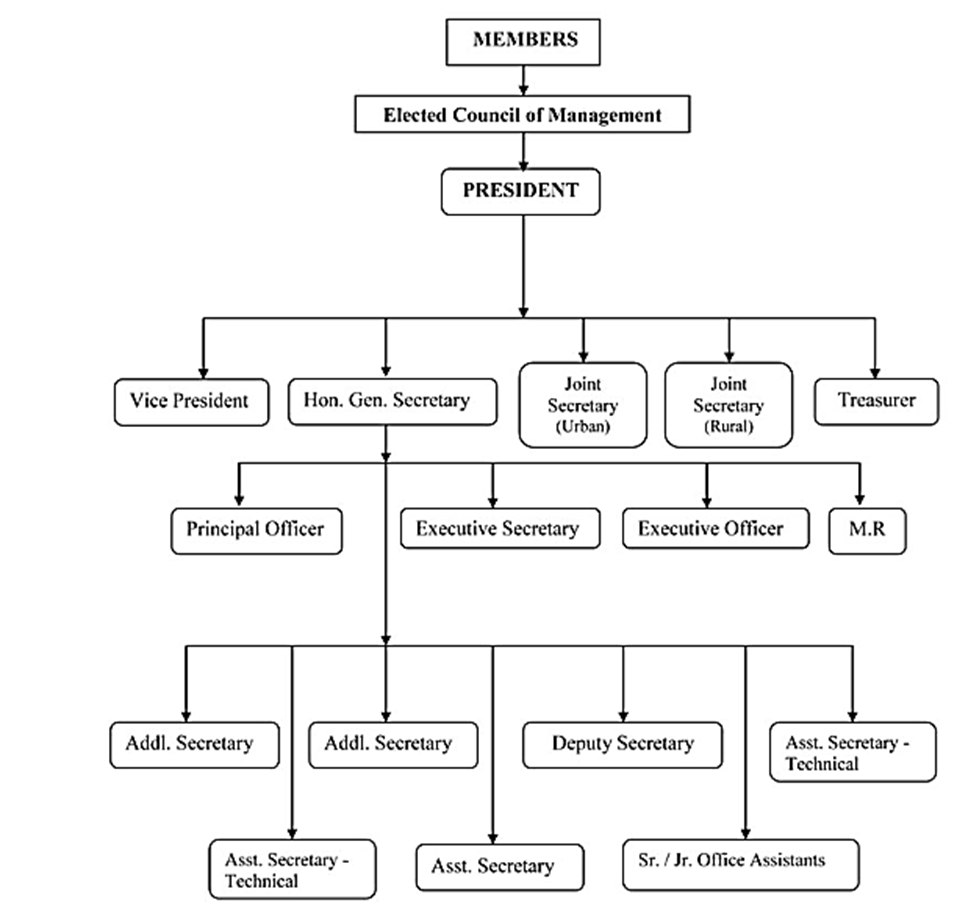 MEMBERS
Elected Council of Management
PRESIDENT
Vice President
Hon. Gen. Secretary
Joint
Secretary
(Urban)
Joint
Secretary
(Rural)
Treasurer
Principal Officer
Executive Secretary
Executive Officer
M.R
Addl. Secretary
Addl. Secretary
Deputy Secretary
Asst. Secretary -
Technical
Asst. Secretary -
Technical
Asst. Secretary
Sr. / Jr. Office Assistants